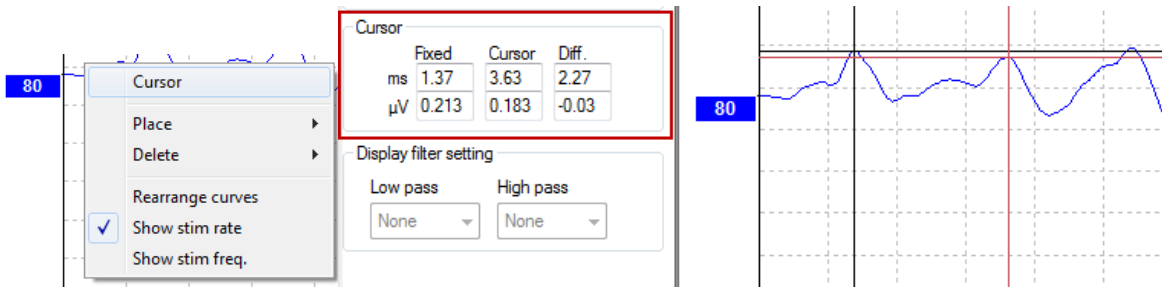 80
Cursor
Place
Delete
Rearrange curves
Show stim rate
Show stim freq.
Cursor
Fixed Cursor Diff.
ms 1.37 3.63 2.27
µV 0.213 0.183 -0.03
Display filter setting
Low pass High pass
None None
80